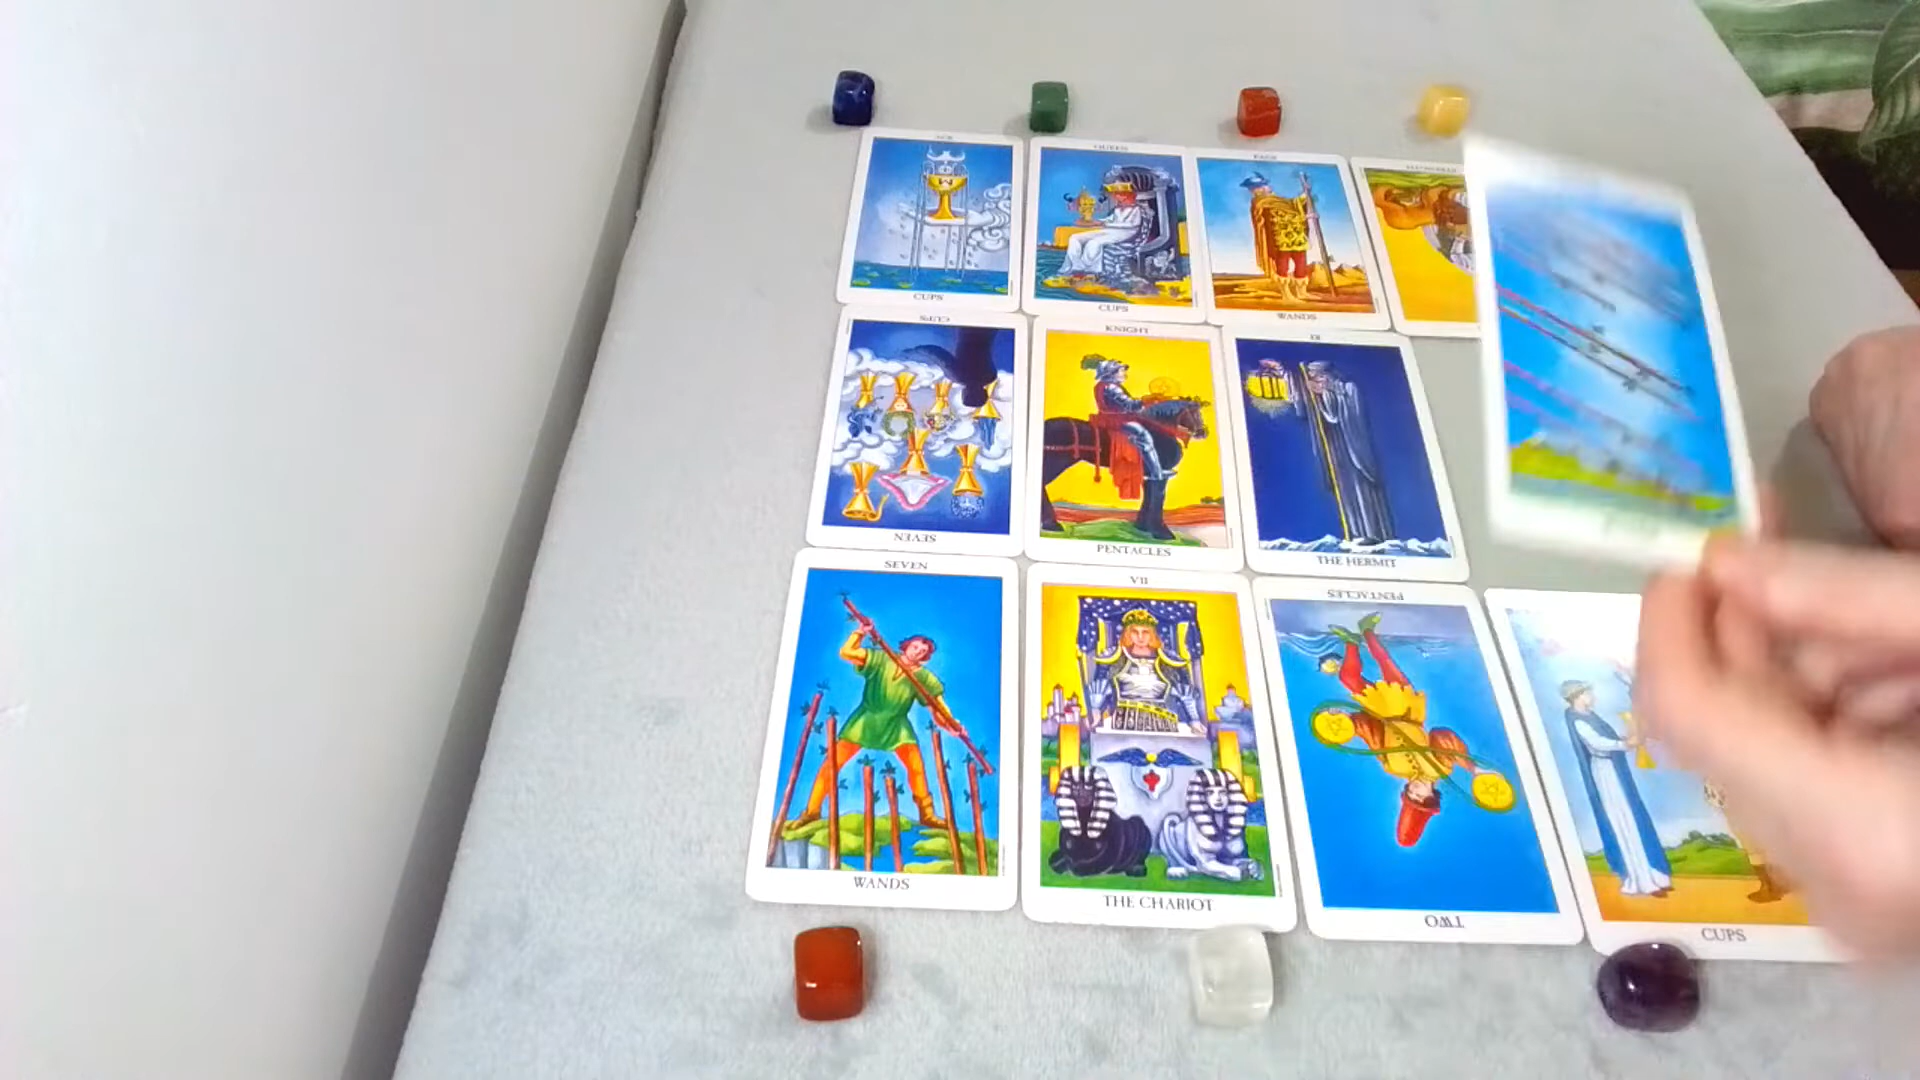 ACE
QUEEN
PAGE
CUPS
CUPS
WANDS
CUPS
KNIGHT
IX
SEVEN
PENTACLES
THE HERMIT
SEVEN
VII
PENTACLES
WANDS
THE CHARIOT
TWO
CUPS